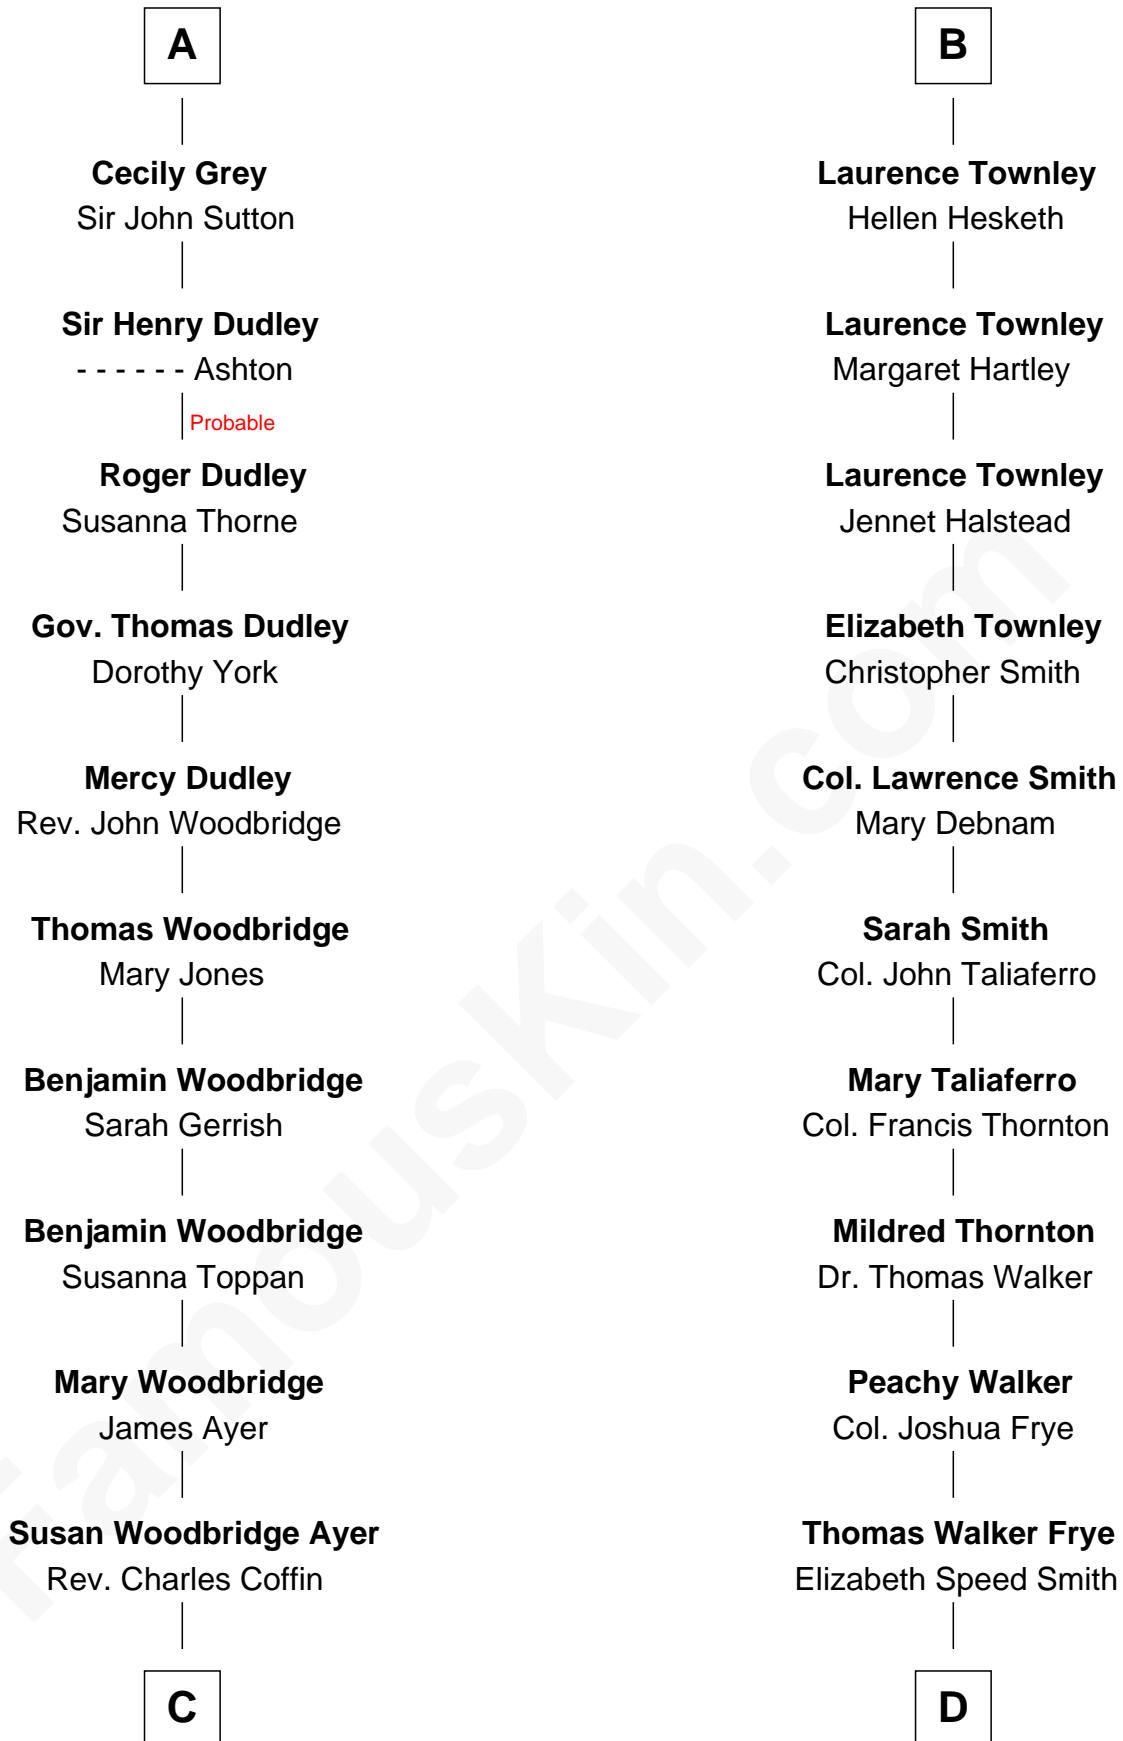 A
Cecily Grey
Sir John Sutton
Sir Henry Dudley
- - - - - - Ashton
Probable
Roger Dudley
Susanna Thorne
Gov. Thomas Dudley
Dorothy York
Mercy Dudley
Rev. John Woodbridge
Thomas Woodbridge
Mary Jones
Benjamin Woodbridge
Sarah Gerrish
Benjamin Woodbridge
Susanna Toppan
Mary Woodbridge
James Ayer
Susan Woodbridge Ayer
Rev. Charles Coffin
C
B
Laurence Townley
Hellen Hesketh
Laurence Townley
Margaret Hartley
Laurence Townley
Jennet Halstead
Elizabeth Townley
Christopher Smith
Col. Lawrence Smith
Mary Debnam
Sarah Smith
Col. John Taliaferro
Mary Taliaferro
Col. Francis Thornton
Mildred Thornton
Dr. Thomas Walker
Peachy Walker
Col. Joshua Frye
Thomas Walker Frye
Elizabeth Speed Smith
D
FamousKin.com